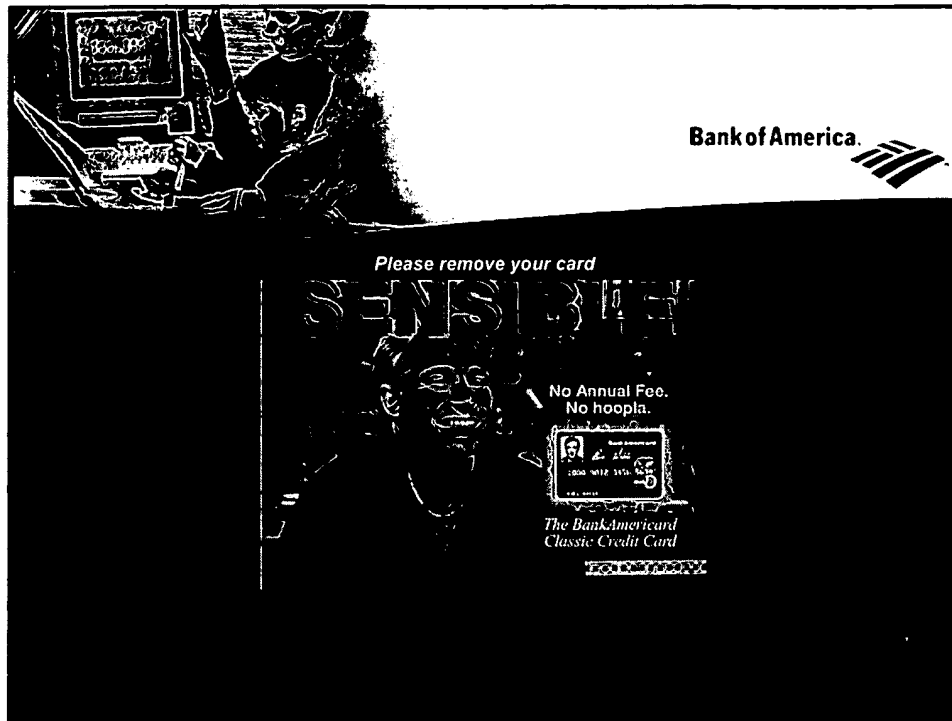 Bank of America.
Please remove your card
SENSIBLE
No Annual Fee.
No hoopla.
The BankAmericard
Classic Credit Card